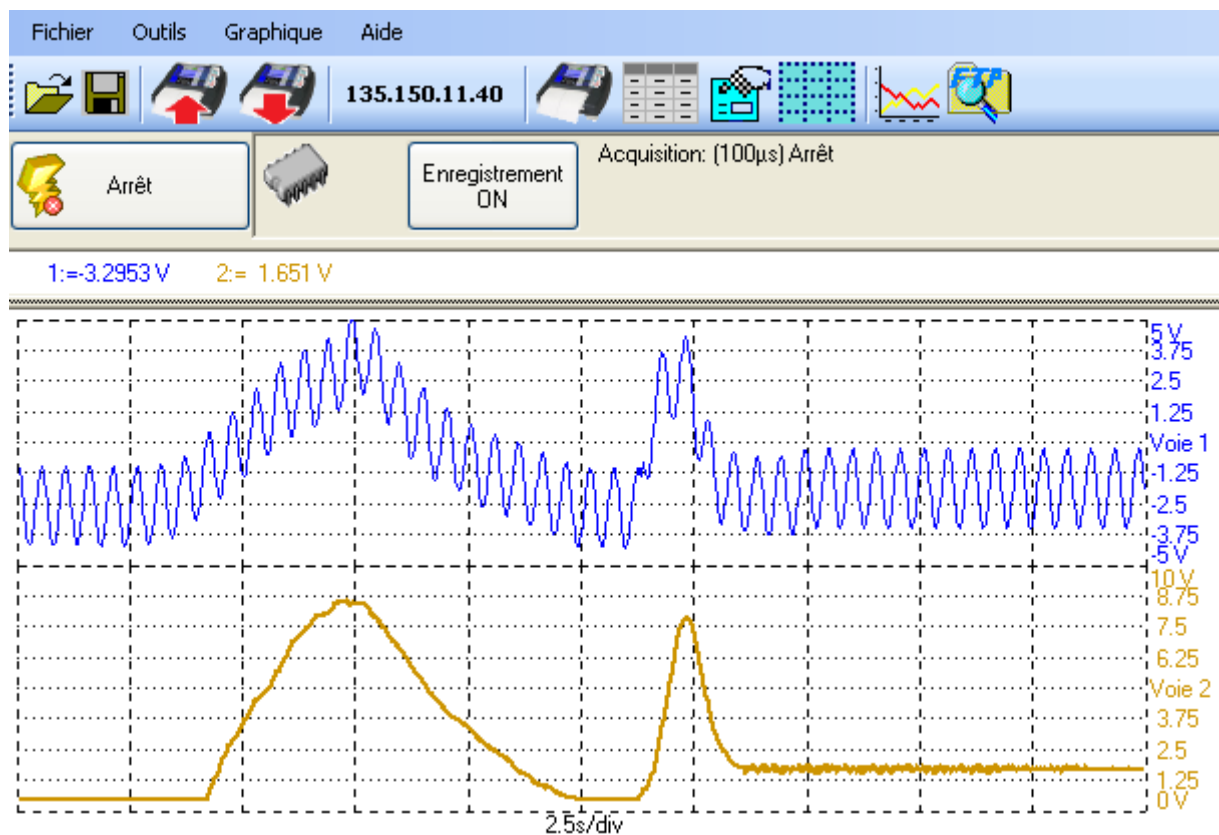 Fichier Outils Graphique Aide
135.150.11.40
FTP
Arrêt
Enregistrement
ON
Acquisition: (100µs) Arrêt
1:=-3.2953 V 2:= 1.651 V
5 V
3.75
2.5
1.25
Voie 1
-1.25
-2.5
-3.75
-5 V
10 V
8.75
7.5
6.25
Voie 2
3.75
2.5
1.25
0 V
2.5s/div